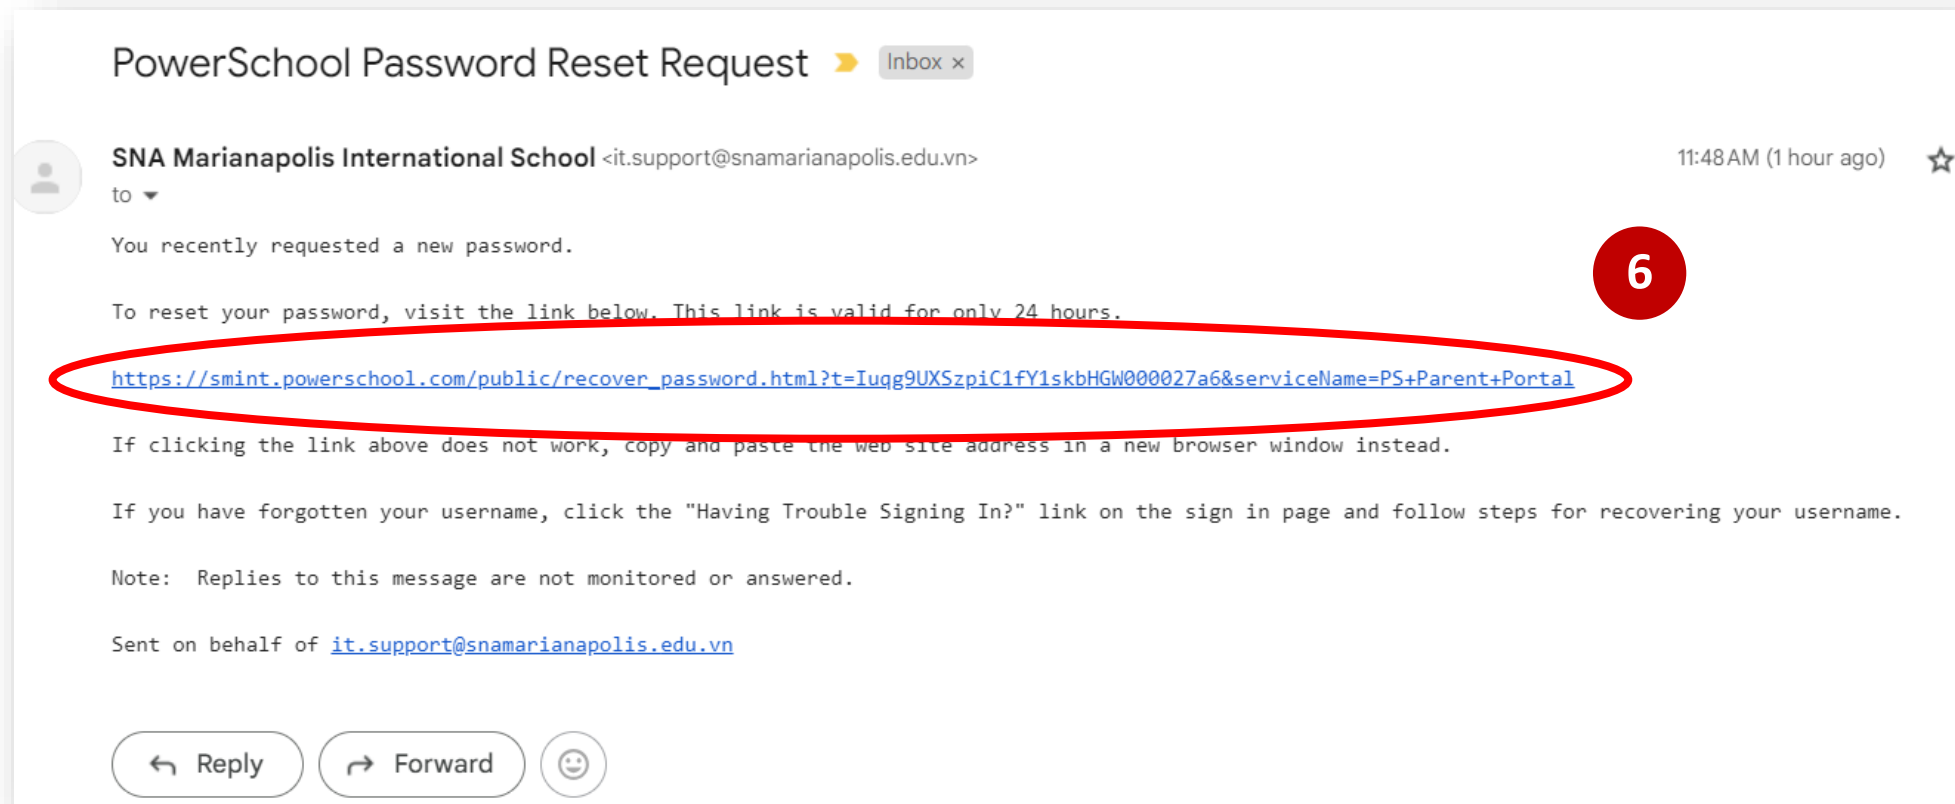 PowerSchool Password Reset Request Inbox ×
SNA Marianapolis International School <it.support@snamarianapolis.edu.vn> 11:48 AM (1 hour ago)
to
You recently requested a new password.
6
To reset your password, visit the link below. This link is valid for only 24 hours.
https://smint.powerschool.com/public/recover_password.html?t=Iuqg9UXSzpiC1fY1skbHGW000027a6&serviceName=PS+Parent+Portal
If clicking the link above does not work, copy and paste the web site address in a new browser window instead.
If you have forgotten your username, click the "Having Trouble Signing In?" link on the sign in page and follow steps for recovering your username.
Note:  Replies to this message are not monitored or answered.
Sent on behalf of it.support@snamarianapolis.edu.vn
Reply Forward